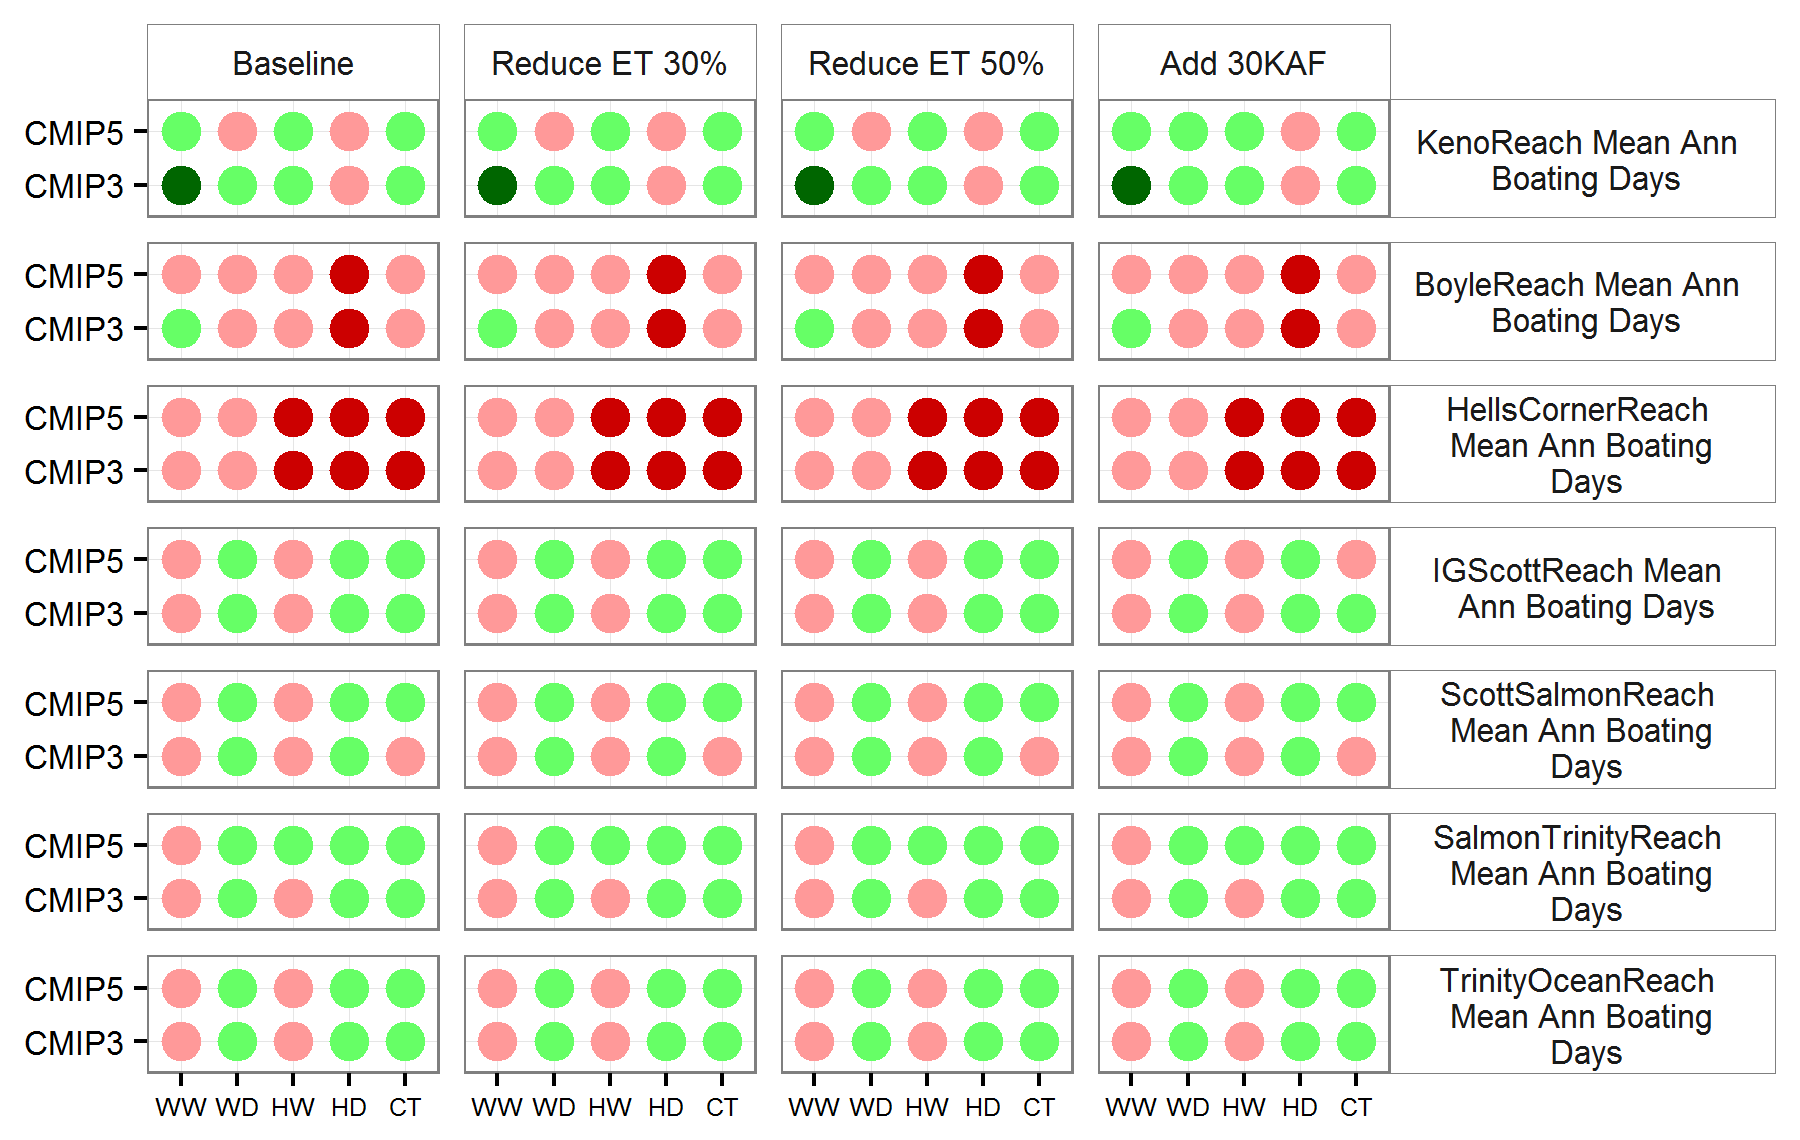 Baseline
Reduce ET 30%
Reduce ET 50%
Add 30KAF
CMIP5
CMIP3
KenoReach Mean Ann
Boating Days
CMIP5
CMIP3
BoyleReach Mean Ann
Boating Days
CMIP5
CMIP3
HellsCornerReach
Mean Ann Boating
Days
CMIP5
CMIP3
IGScottReach Mean
Ann Boating Days
CMIP5
CMIP3
ScottSalmonReach
Mean Ann Boating
Days
CMIP5
CMIP3
SalmonTrinityReach
Mean Ann Boating
Days
CMIP5
CMIP3
TrinityOceanReach
Mean Ann Boating
Days
WW WD HW HD CT
WW WD HW HD CT
WW WD HW HD CT
WW WD HW HD CT